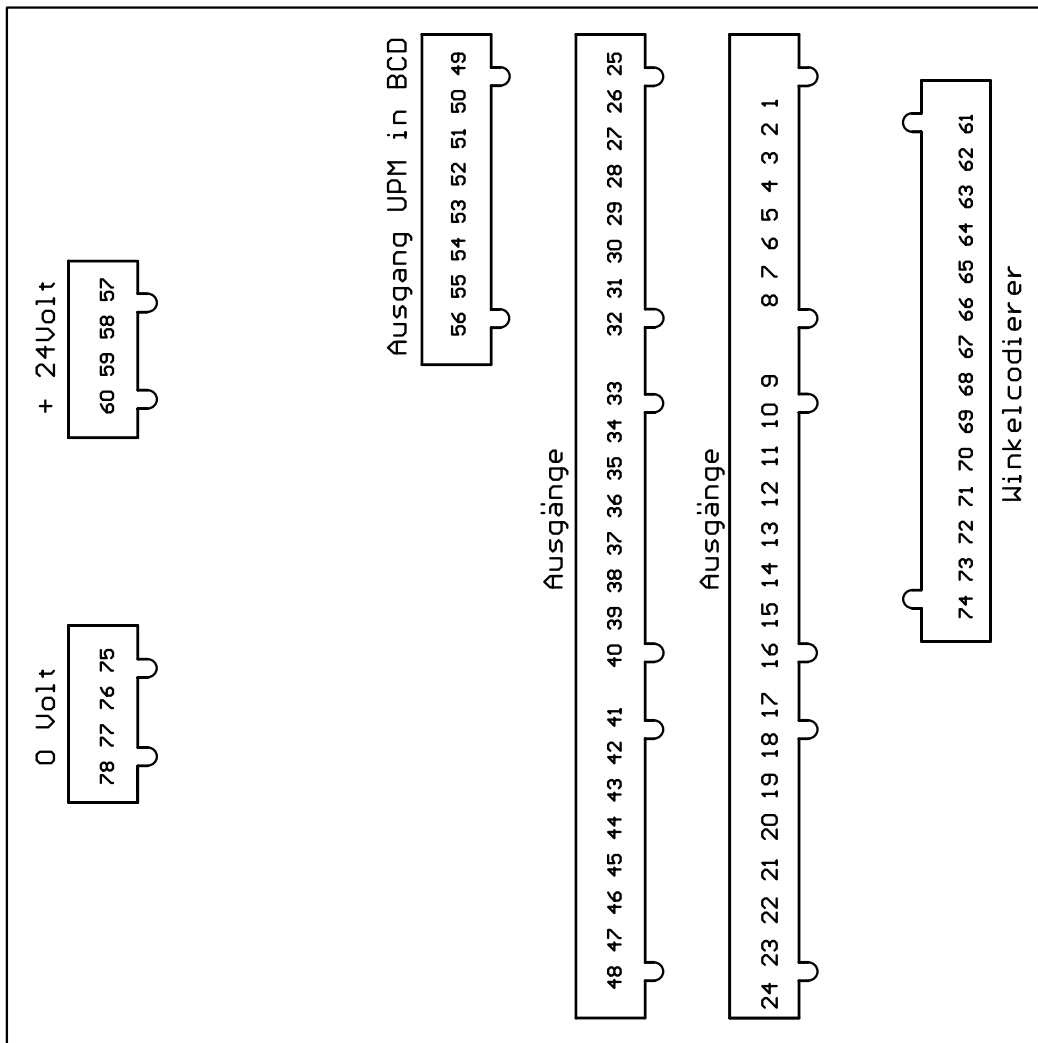 0 Volt
78 77 76 75
+ 24Volt
60 59 58 57
Ausgang UPM in BCD
56 55 54 53 52 51 50 49
Ausgänge
48 47 46 45 44 43 42 41 40 39 38 37 36 35 34 33 32 31 30 29 28 27 26 25
Ausgänge
24 23 22 21 20 19 18 17 16 15 14 13 12 11 10 9 8 7 6 5 4 3 2 1
74 73 72 71 70 69 68 67 66 65 64 63 62 61
Winkelcodierer